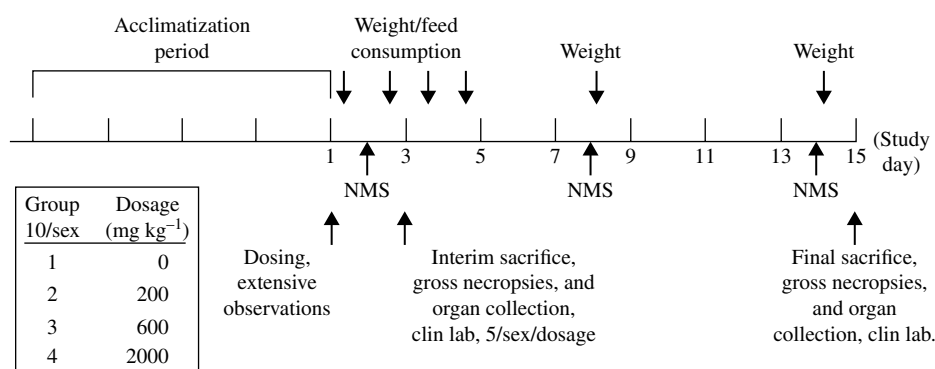 Acclimatization
period
Weight/feed
consumption
Weight
Weight
1
3
5
7
9
11
13
15
(Study
day)
NMS
NMS
NMS
Group
10/sex
Dosage
(mg kg⁻¹)
1 0
2 200
3 600
4 2000
Dosing,
extensive
observations
Interim sacrifice,
gross necropsies, and
organ collection,
clin lab, 5/sex/dosage
Final sacrifice,
gross necropsies,
and organ
collection, clin lab.